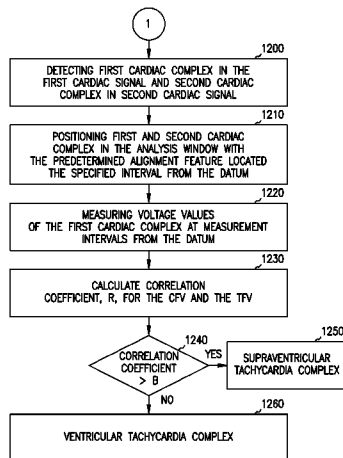 1
1200
DETECTING FIRST CARDIAC COMPLEX IN THE
FIRST CARDIAC SIGNAL AND SECOND CARDIAC
COMPLEX IN SECOND CARDIAC SIGNAL
1210
POSITIONING FIRST AND SECOND CARDIAC
COMPLEX IN THE ANALYSIS WINDOW WITH
THE PREDETERMINED ALIGNMENT FEATURE LOCATED
THE SPECIFIED INTERVAL FROM THE DATUM
1220
MEASURING VOLTAGE VALUES
OF THE FIRST CARDIAC COMPLEX AT MEASUREMENT
INTERVALS FROM THE DATUM
1230
CALCULATE CORRELATION
COEFFICIENT, R, FOR THE CFV AND THE TFV
1240
CORRELATION
COEFFICIENT
> B
YES
1250
SUPRAVENTRICULAR
TACHYCARDIA COMPLEX
NO
1260
VENTRICULAR TACHYCARDIA COMPLEX